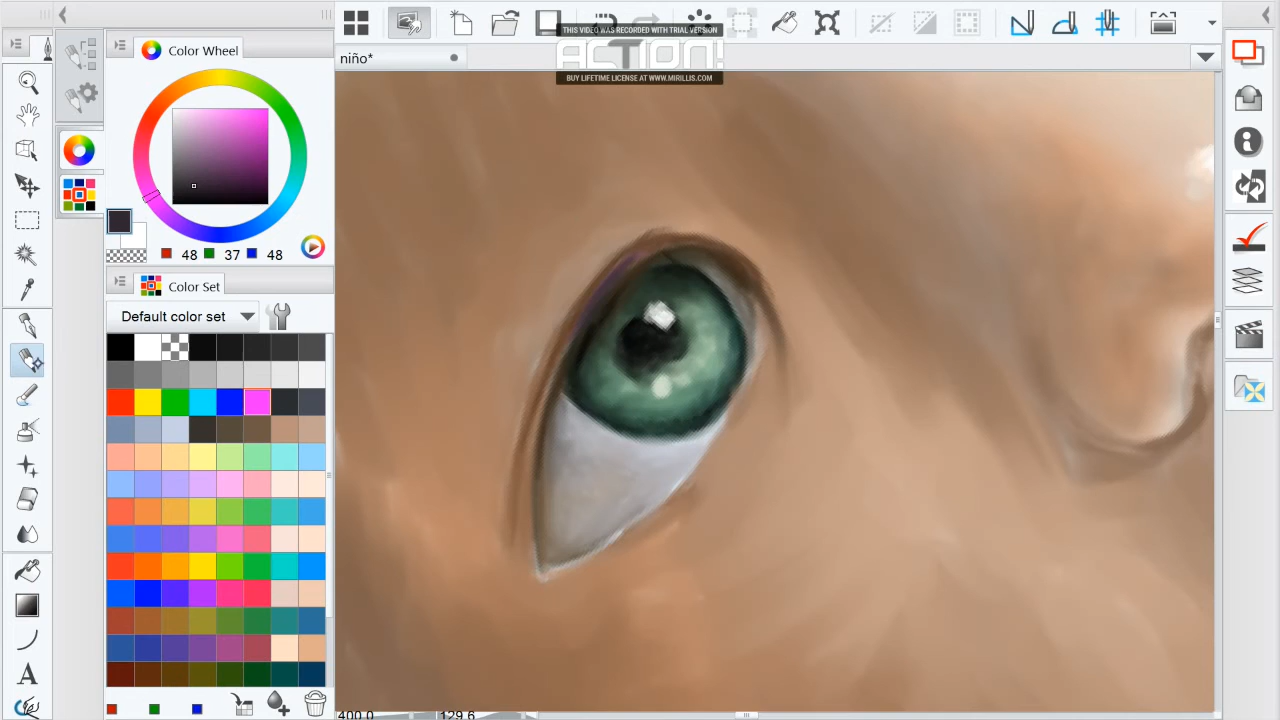 THIS VIDEO WAS RECORDED WITH TRIAL VERSION
ACTION!
BUY LIFETIME LICENSE AT WWW.MIRILLIS.COM
niño*
Color Wheel
48 37 48
Color Set
Default color set
A
400.0 129.6